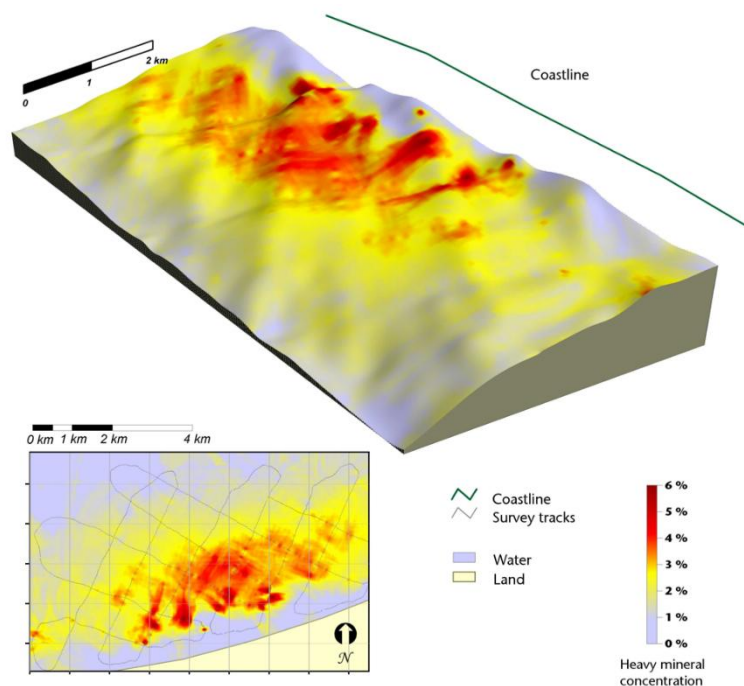 2 km
1
0
Coastline
0 km 1 km 2 km 4 km
Coastline
Survey tracks
Water
Land
6 %
5 %
4 %
3 %
2 %
1 %
0 %
Heavy mineral
concentration
N